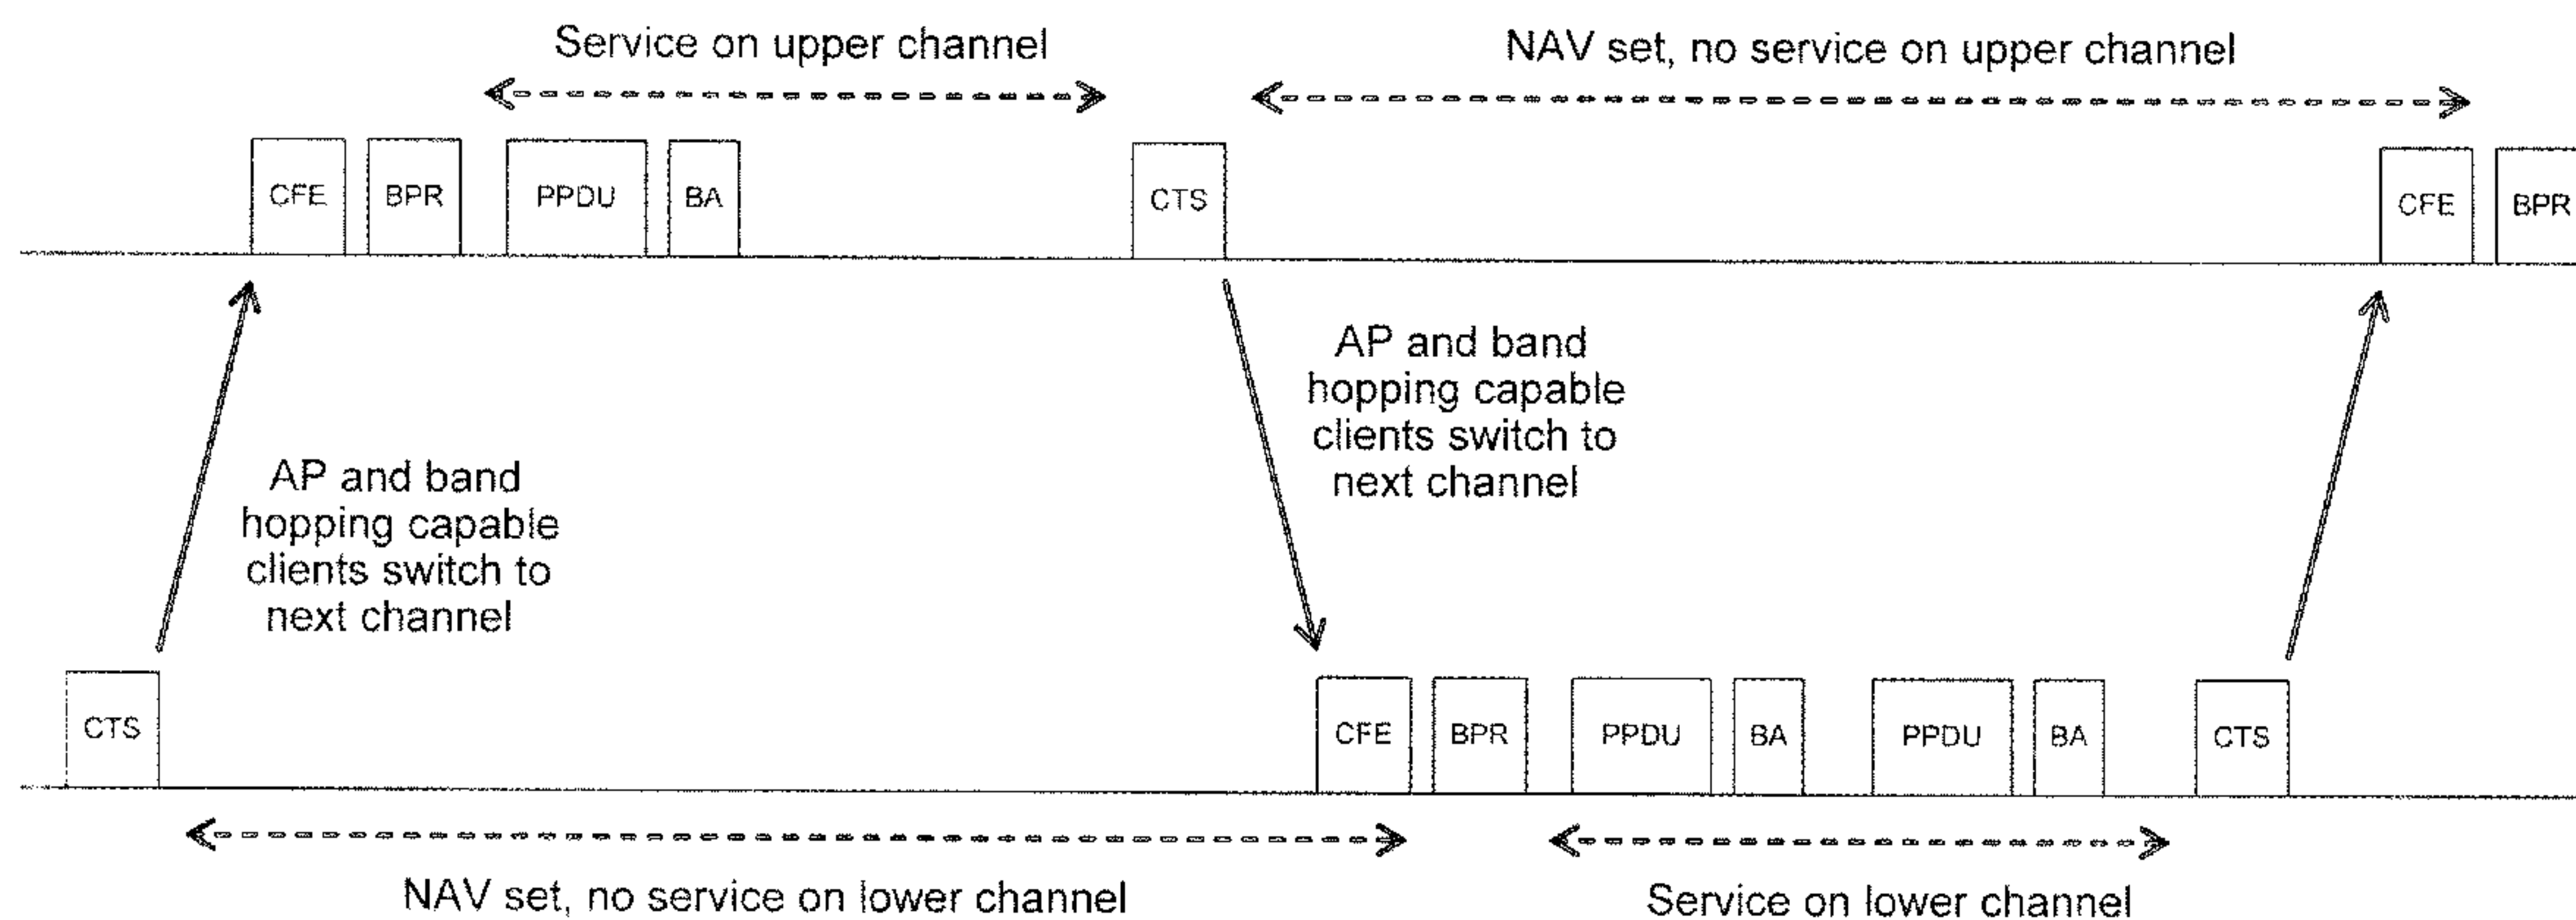 Service on upper channel
NAV set, no service on upper channel
CFE
BPR
PPDU
BA
CTS
CFE
BPR
AP and band
hopping capable
clients switch to
next channel
AP and band
hopping capable
clients switch to
next channel
CTS
CFE
BPR
PPDU
BA
PPDU
BA
CTS
NAV set, no service on lower channel
Service on lower channel